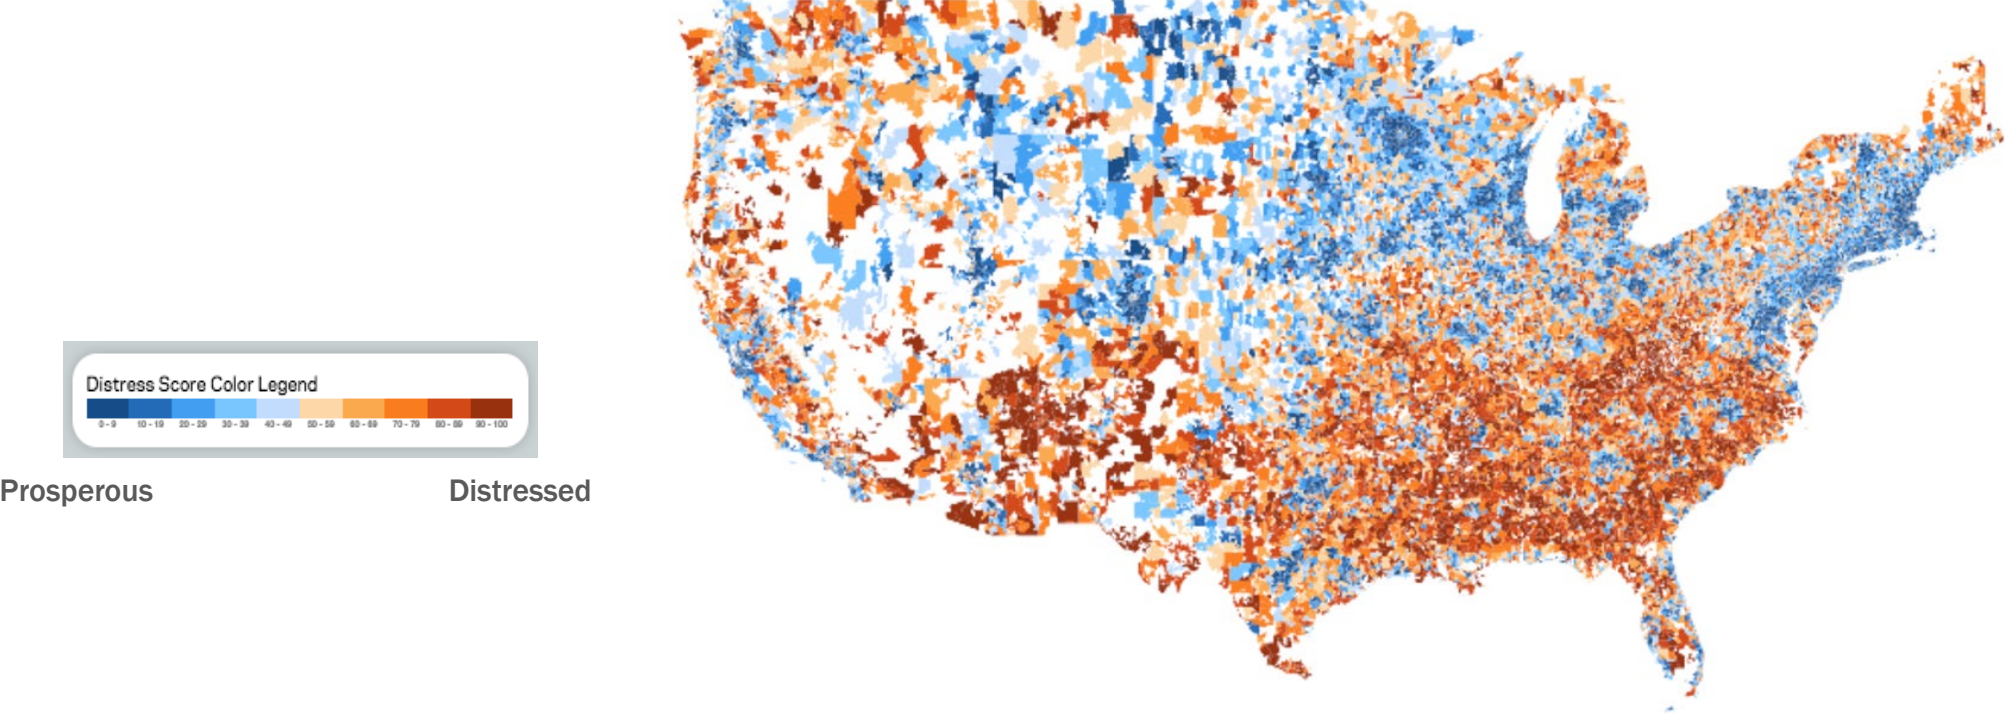 Distress Score Color Legend
0 - 9 10 - 19 20 - 29 30 - 39 40 - 49 50 - 59 60 - 69 70 - 79 80 - 89 90 - 100
Prosperous Distressed